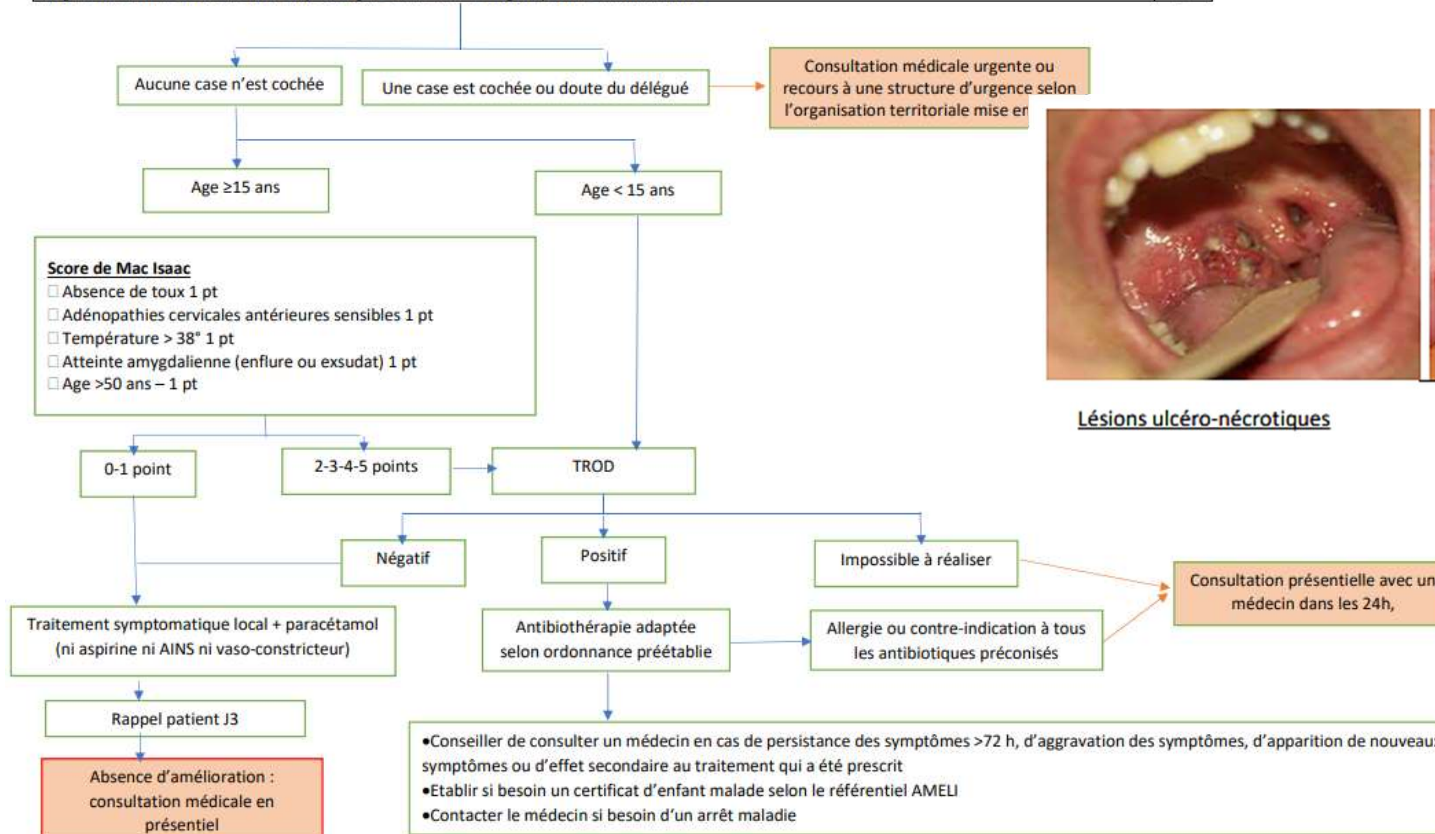 Aucune case n'est cochée
Une case est cochée ou doute du délégué
Consultation médicale urgente ou
recours à une structure d'urgence selon
l'organisation territoriale mise en
Age ≥15 ans
Age < 15 ans
Score de Mac Isaac
□ Absence de toux 1 pt
□ Adénopathies cervicales antérieures sensibles 1 pt
□ Température > 38° 1 pt
□ Atteinte amygdalienne (enflure ou exsudat) 1 pt
□ Age >50 ans – 1 pt
Lésions ulcéro-nécrotiques
0-1 point
2-3-4-5 points
TROD
Négatif
Positif
Impossible à réaliser
Consultation présentielle avec un
médecin dans les 24h,
Traitement symptomatique local + paracétamol
(ni aspirine ni AINS ni vaso-constricteur)
Antibiothérapie adaptée
selon ordonnance préétablie
Allergie ou contre-indication à tous
les antibiotiques préconisés
Rappel patient J3
Absence d'amélioration :
consultation médicale en
présentiel
•Conseiller de consulter un médecin en cas de persistance des symptômes >72 h, d'aggravation des symptômes, d'apparition de nouveaux
symptômes ou d'effet secondaire au traitement qui a été prescrit
•Etablir si besoin un certificat d'enfant malade selon le référentiel AMELI
•Contacter le médecin si besoin d'un arrêt maladie